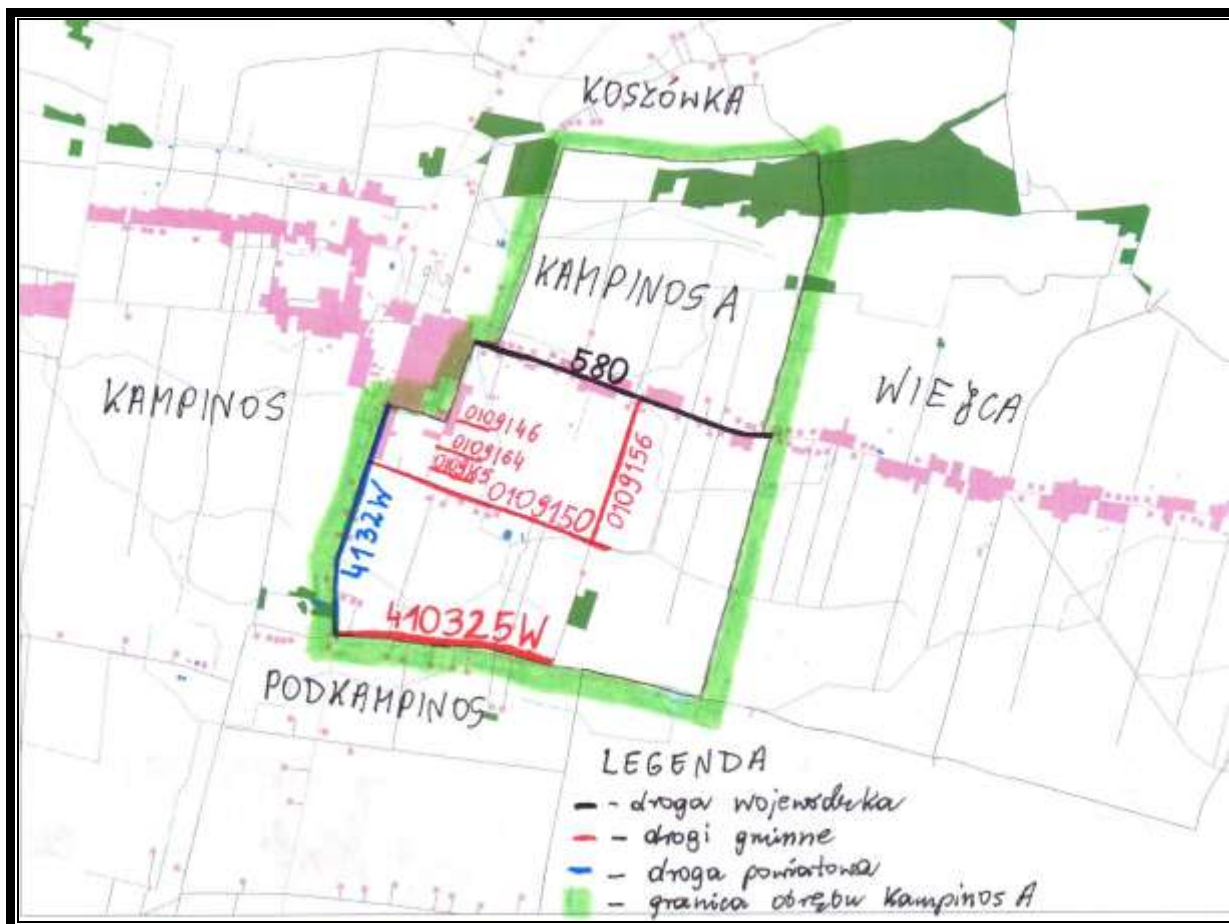 KOSZÓWKA
KAMPINOS A
580
KAMPINOS
WIEJCA
0109146
0109164
010965
0109150
0109156
4132W
410325W
PODKAMPINOS
LEGENDA
- droga wojewódzka
- drogi gminne
- droga powiatowa
- granica obrębu Kampinos A